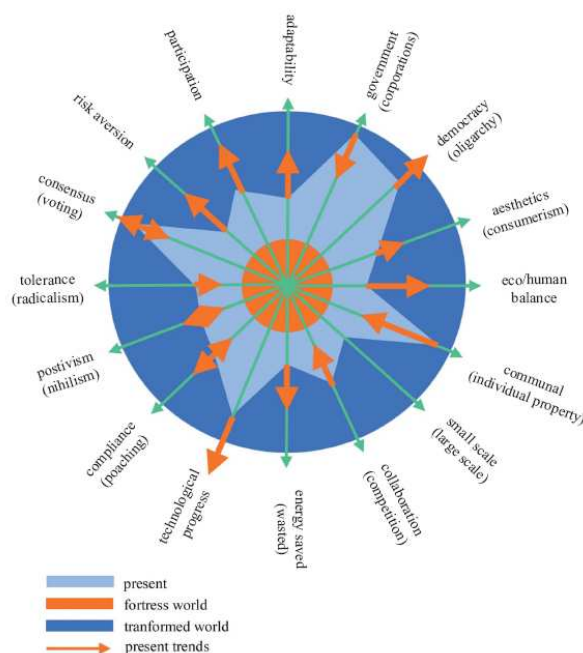 adaptability
government
(corporations)
democracy
(oligarchy)
aesthetics
(consumerism)
eco/human
balance
communal
(individual property)
small scale
(large scale)
collaboration
(competition)
energy saved
(wasted)
technological
progress
compliance
(poaching)
postivism
(nihilism)
tolerance
(radicalism)
consensus
(voting)
risk aversion
participation
present
fortress world
tranformed world
present trends